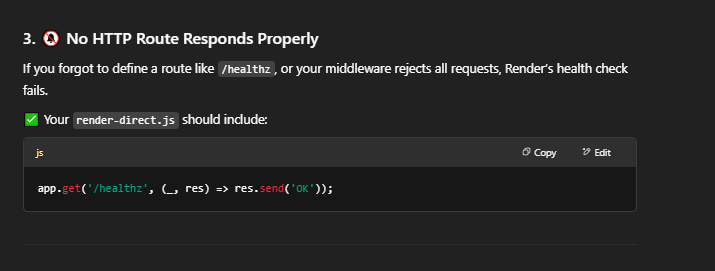 3. 🔕 No HTTP Route Responds Properly
If you forgot to define a route like /healthz, or your middleware rejects all requests, Render's health check
fails.
✅ Your render-direct.js should include:
js Copy Edit
app.get('/healthz', (_, res) => res.send('OK'));